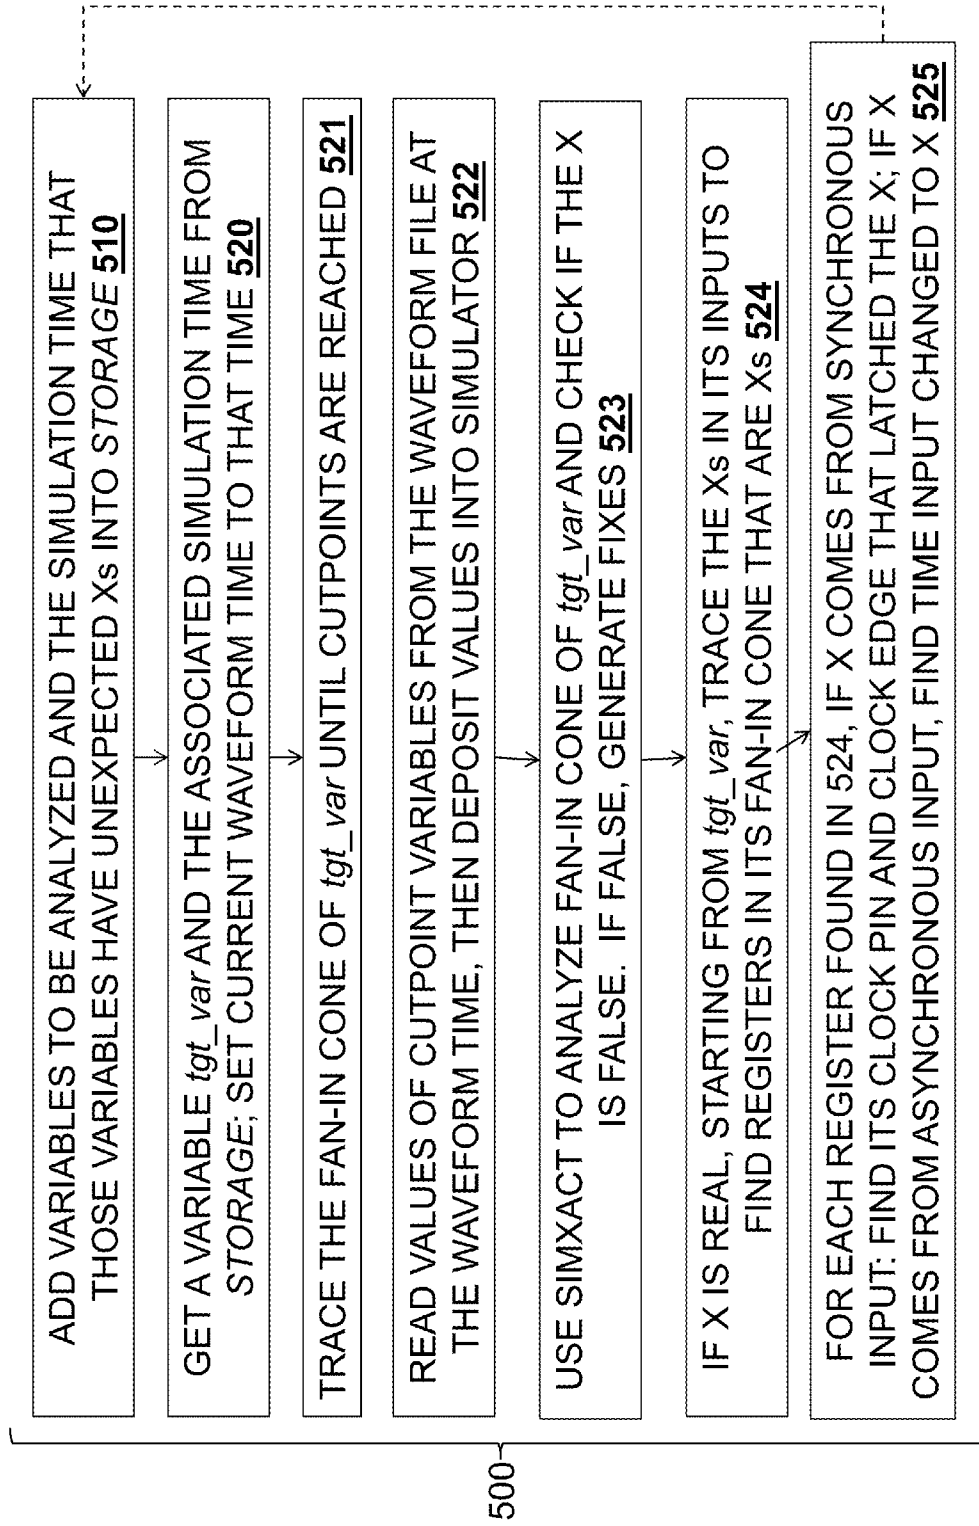 ADD VARIABLES TO BE ANALYZED AND THE SIMULATION TIME THAT
THOSE VARIABLES HAVE UNEXPECTED Xs INTO STORAGE 510
GET A VARIABLE tgt_var AND THE ASSOCIATED SIMULATION TIME FROM
STORAGE; SET CURRENT WAVEFORM TIME TO THAT TIME 520
TRACE THE FAN-IN CONE OF tgt_var UNTIL CUTPOINTS ARE REACHED 521
READ VALUES OF CUTPOINT VARIABLES FROM THE WAVEFORM FILE AT
THE WAVEFORM TIME, THEN DEPOSIT VALUES INTO SIMULATOR 522
USE SIMXACT TO ANALYZE FAN-IN CONE OF tgt_var AND CHECK IF THE X
IS FALSE. IF FALSE, GENERATE FIXES 523
IF X IS REAL, STARTING FROM tgt_var, TRACE THE Xs IN ITS INPUTS TO
FIND REGISTERS IN ITS FAN-IN CONE THAT ARE Xs 524
FOR EACH REGISTER FOUND IN 524, IF X COMES FROM SYNCHRONOUS
INPUT: FIND ITS CLOCK PIN AND CLOCK EDGE THAT LATCHED THE X; IF X
COMES FROM ASYNCHRONOUS INPUT, FIND TIME INPUT CHANGED TO X 525
500